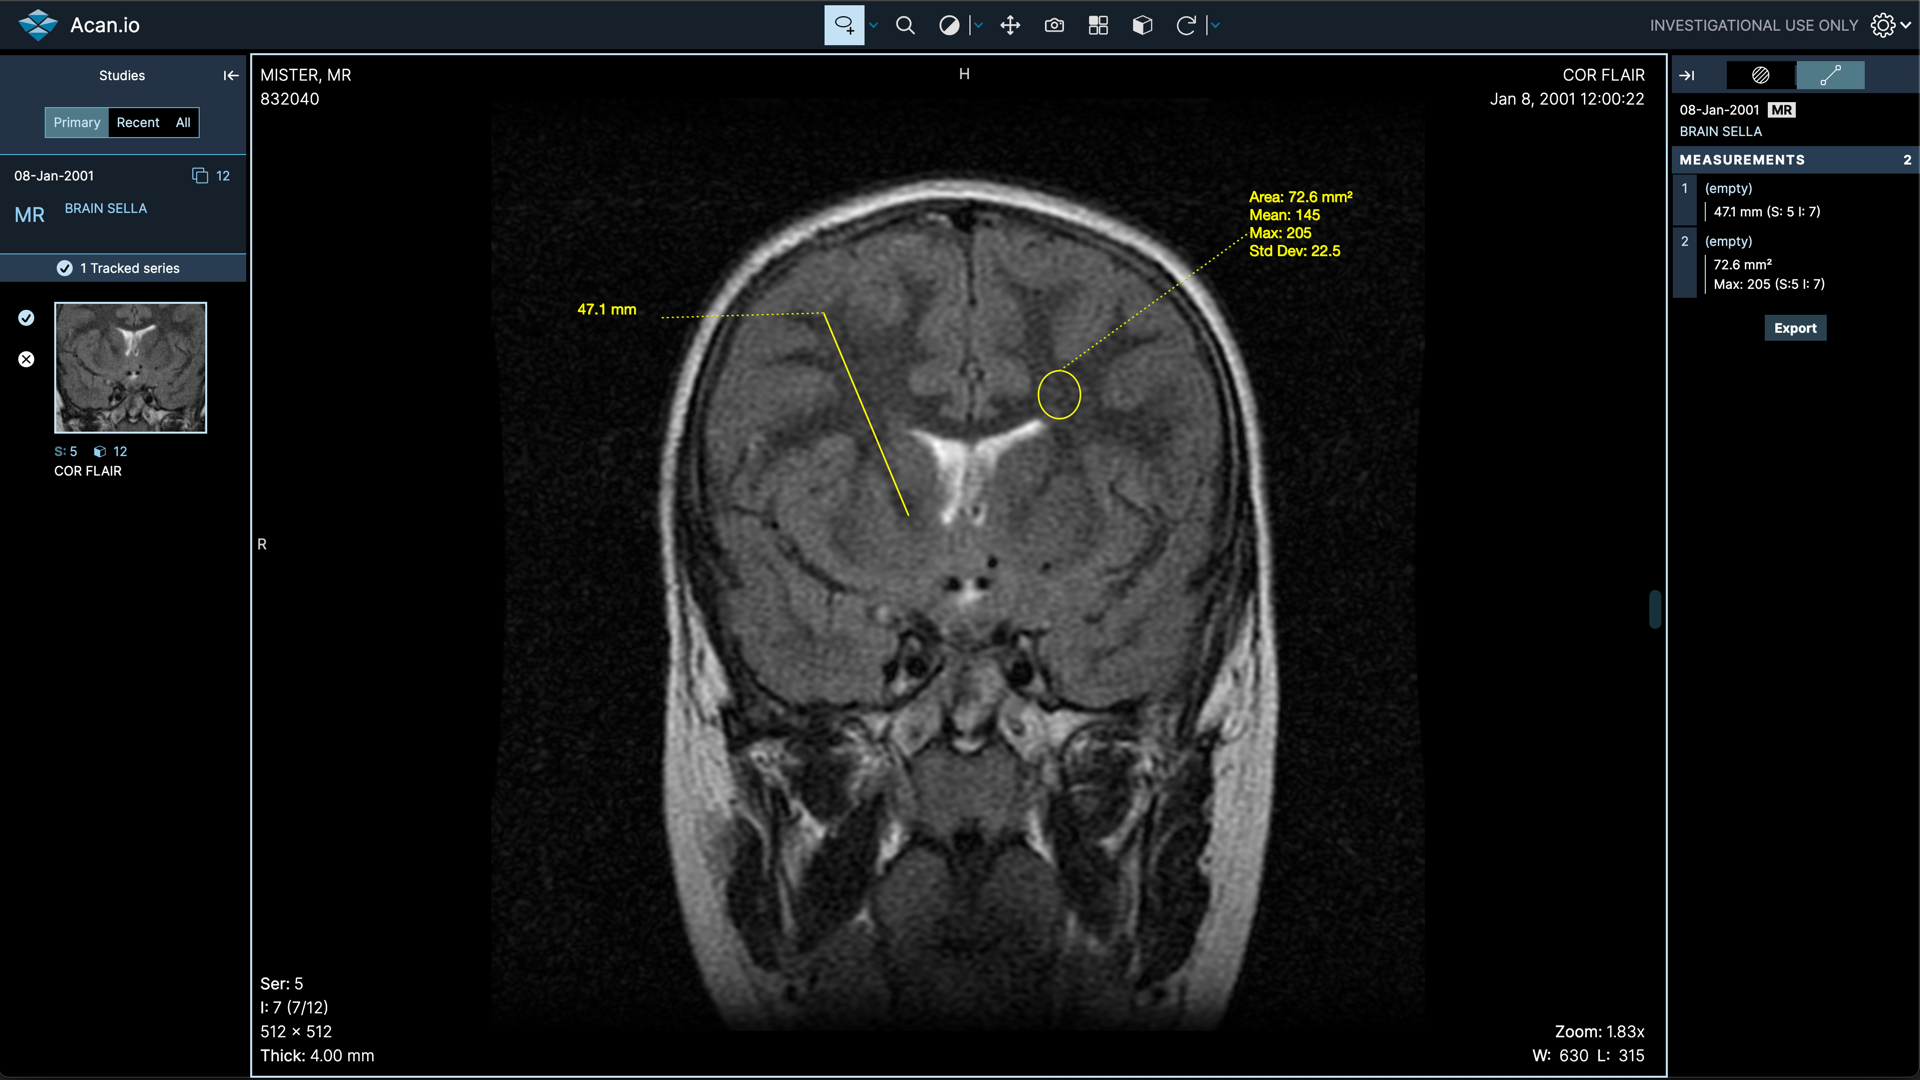 Acan.io
INVESTIGATIONAL USE ONLY
Studies
Primary Recent All
08-Jan-2001 12
MR BRAIN SELLA
1 Tracked series
S: 5 12
COR FLAIR
MISTER, MR
832040
H
COR FLAIR
Jan 8, 2001 12:00:22
Area: 72.6 mm²
Mean: 145
Max: 205
Std Dev: 22.5
47.1 mm
R
Ser: 5
I: 7 (7/12)
512 × 512
Thick: 4.00 mm
Zoom: 1.83x
W: 630 L: 315
08-Jan-2001 MR
BRAIN SELLA
MEASUREMENTS 2
1 (empty)
47.1 mm (S: 5 I: 7)
2 (empty)
72.6 mm²
Max: 205 (S:5 I: 7)
Export